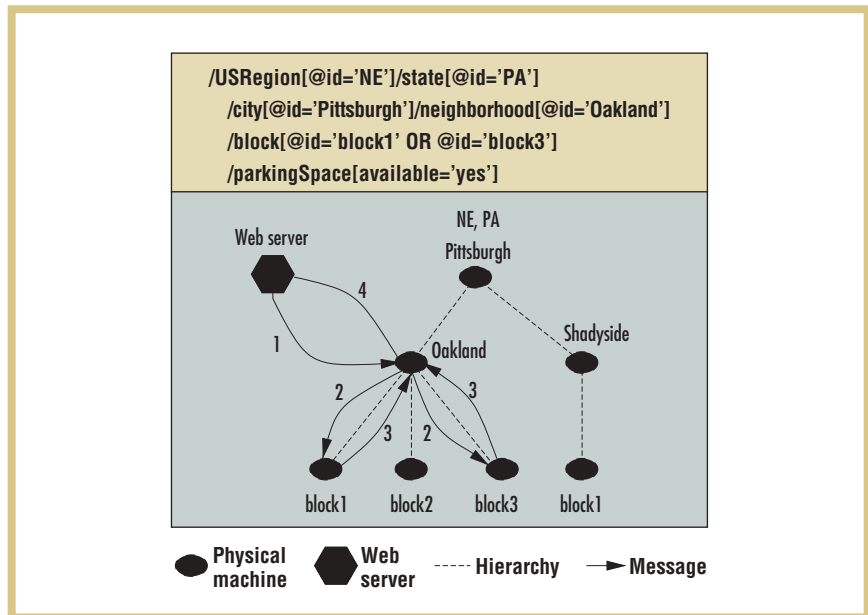 /USRegion[@id='NE']/state[@id='PA']
/city[@id='Pittsburgh']/neighborhood[@id='Oakland']
/block[@id='block1' OR @id='block3']
/parkingSpace[available='yes']
NE, PA
Web server
Pittsburgh
4
1
Shadyside
Oakland
2
3
3
2
block1
block2
block3
block1
Physical
machine
Web
server
Hierarchy
Message